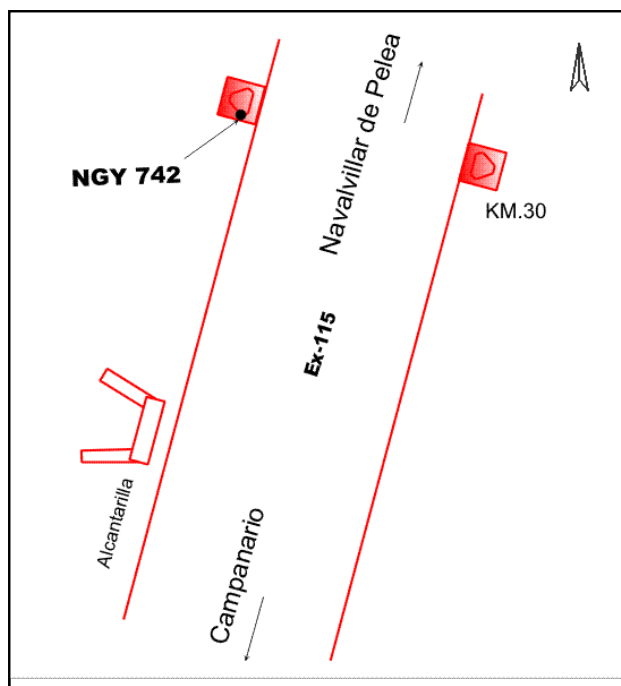 Navalvillar de Pelea
NGY 742
KM.30
Ex-115
Alcantarilla
Campanario